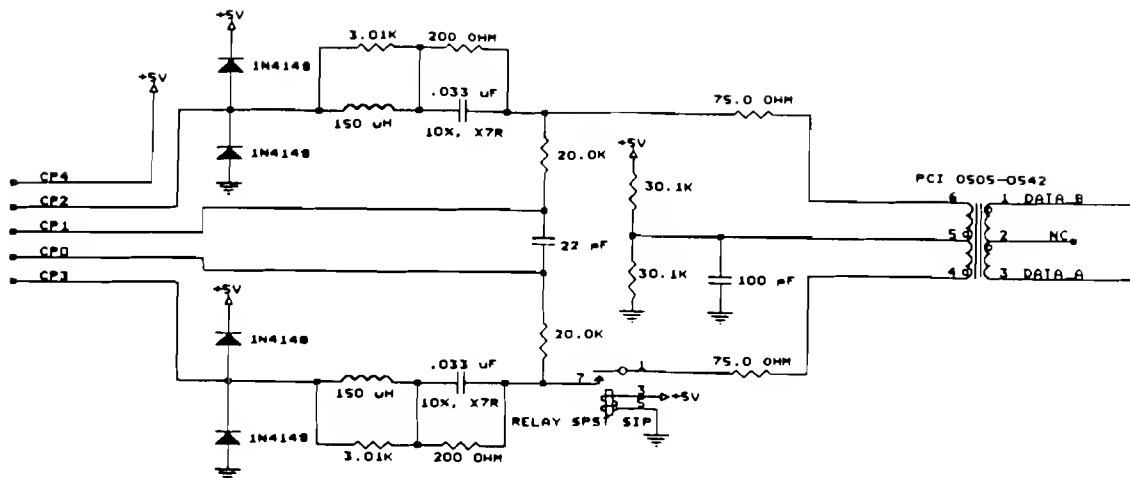 +5V
3.01K
200 OHM
1N4148
+5V
.033 uF
150 uH
10%, X7R
75.0 OHM
1N4148
20.0K
+5V
CP4
30.1K
PCI 0505-0542
CP2
6
1
DATA B
CP1
22 pF
5
2
NC
CP0
30.1K
CP3
100 pF
4
3
DATA A
+5V
20.0K
1N4148
.033 uF
1
75.0 OHM
7
150 uH
10%, X7R
3
+5V
5
RELAY SPST SIP
1N4148
3.01K
200 OHM